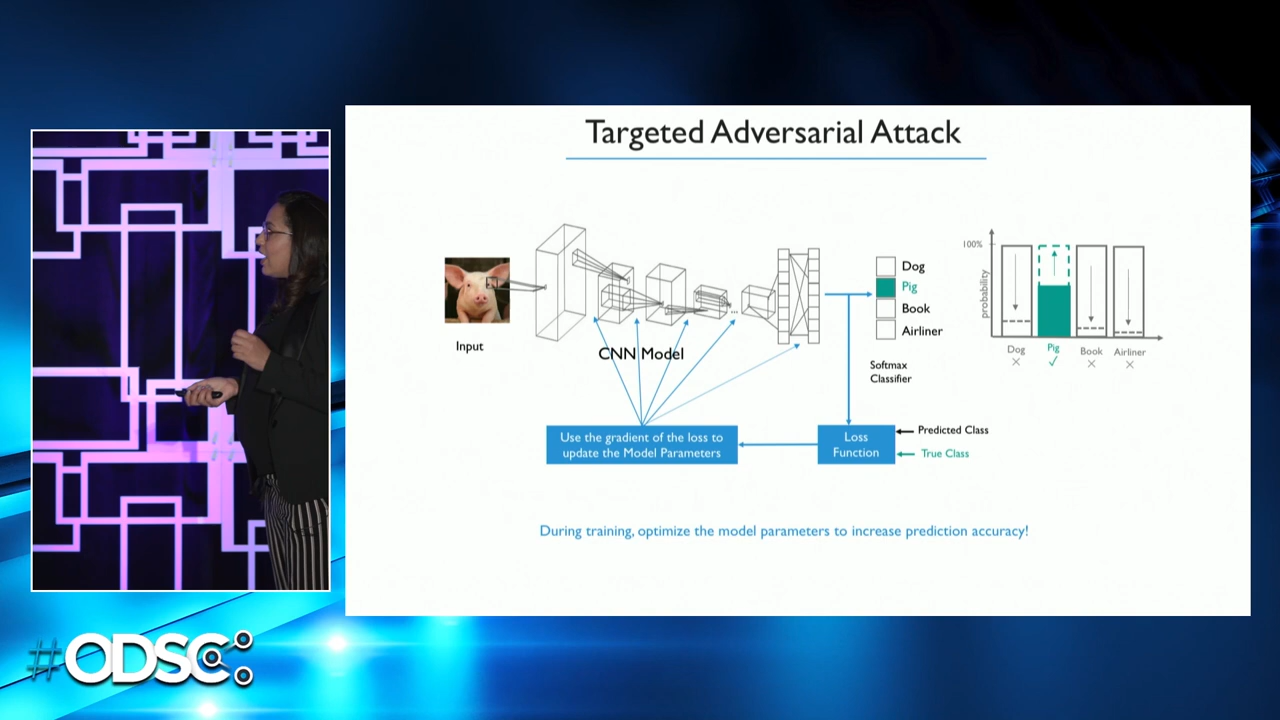 Targeted Adversarial Attack
100%
probability
Dog
Pig
Book
Airliner
Input
CNN Model
...
Softmax
Classifier
Dog
Pig
Book
Airliner
Use the gradient of the loss to
update the Model Parameters
Loss
Function
Predicted Class
True Class
During training, optimize the model parameters to increase prediction accuracy!
#ODSC